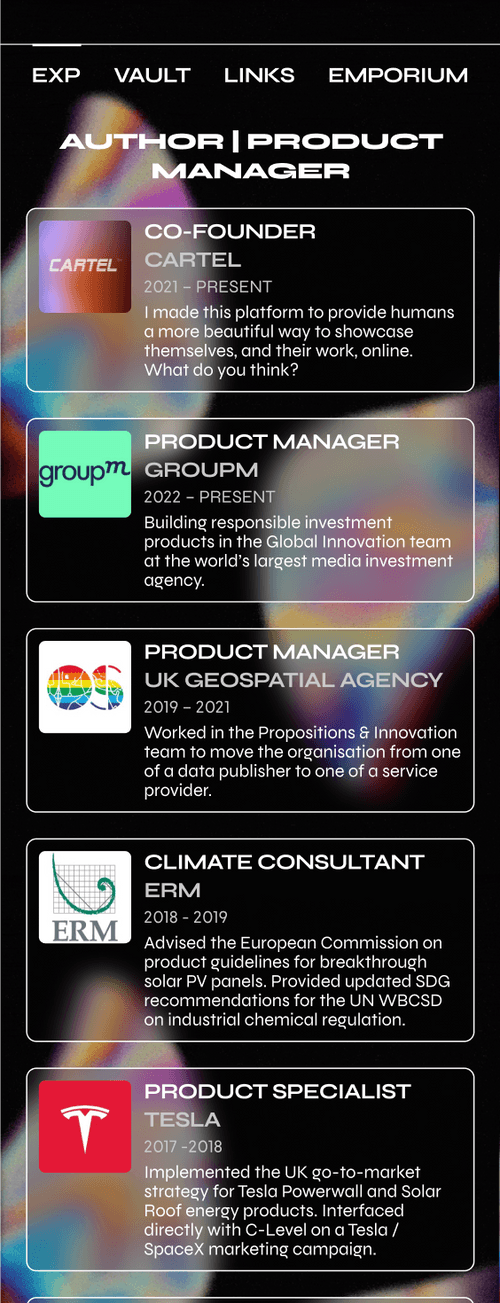 EXP VAULT LINKS EMPORIUM
AUTHOR | PRODUCT
MANAGER
CARTEL
CO-FOUNDER
CARTEL
2021 – PRESENT
I made this platform to provide humans
a more beautiful way to showcase
themselves, and their work, online.
What do you think?
groupm
PRODUCT MANAGER
GROUPM
2022 – PRESENT
Building responsible investment
products in the Global Innovation team
at the world's largest media investment
agency.
OS
PRODUCT MANAGER
UK GEOSPATIAL AGENCY
2019 – 2021
Worked in the Propositions & Innovation
team to move the organisation from one
of a data publisher to one of a service
provider.
ERM
CLIMATE CONSULTANT
ERM
2018 - 2019
Advised the European Commission on
product guidelines for breakthrough
solar PV panels. Provided updated SDG
recommendations for the UN WBCSD
on industrial chemical regulation.
PRODUCT SPECIALIST
TESLA
2017 -2018
Implemented the UK go-to-market
strategy for Tesla Powerwall and Solar
Roof energy products. Interfaced
directly with C-Level on a Tesla /
SpaceX marketing campaign.